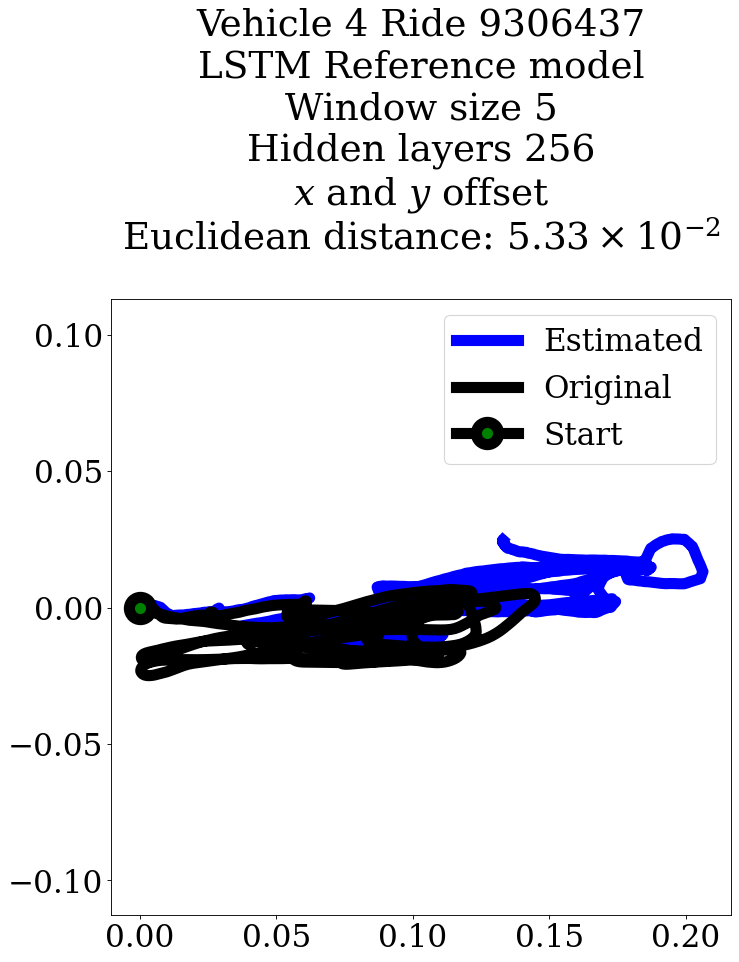 Vehicle 4 Ride 9306437
LSTM Reference model
Window size 5
Hidden layers 256
x and y offset
Euclidean distance: 5.33 × 10⁻²
Estimated
Original
Start
0.10
0.05
0.00
−0.05
−0.10
0.00 0.05 0.10 0.15 0.20